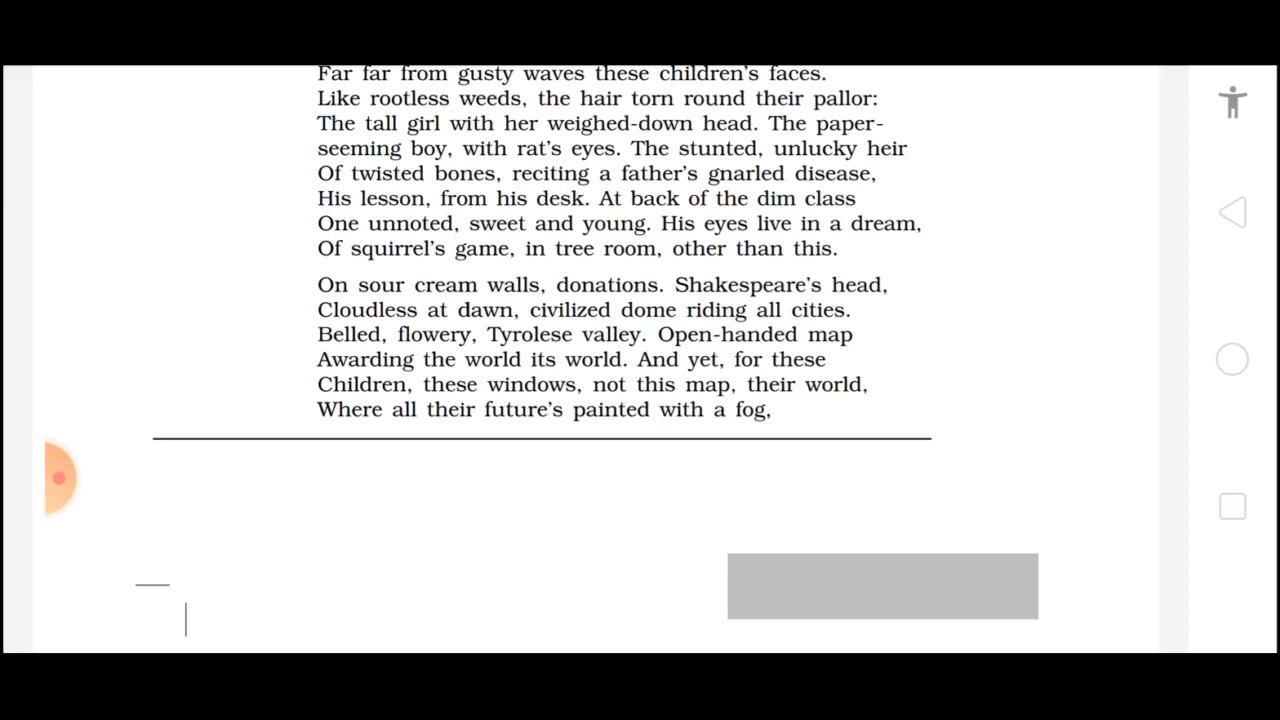 Far far from gusty waves these children's faces.
Like rootless weeds, the hair torn round their pallor:
The tall girl with her weighed-down head. The paper-
seeming boy, with rat's eyes. The stunted, unlucky heir
Of twisted bones, reciting a father's gnarled disease,
His lesson, from his desk. At back of the dim class
One unnoted, sweet and young. His eyes live in a dream,
Of squirrel's game, in tree room, other than this.
On sour cream walls, donations. Shakespeare's head,
Cloudless at dawn, civilized dome riding all cities.
Belled, flowery, Tyrolese valley. Open-handed map
Awarding the world its world. And yet, for these
Children, these windows, not this map, their world,
Where all their future's painted with a fog,